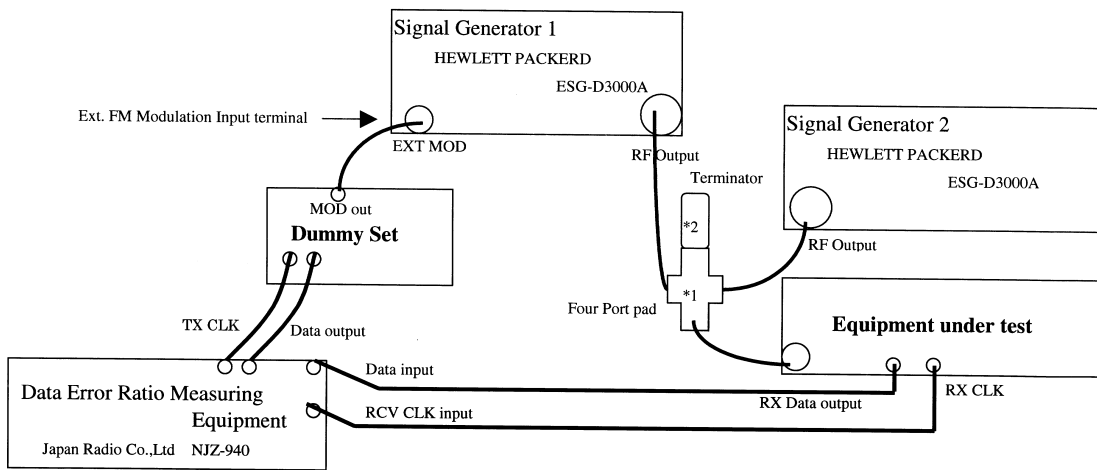 Signal Generator 1
HEWLETT PACKERD
ESG-D3000A
Ext. FM Modulation Input terminal
EXT MOD
RF Output
Signal Generator 2
HEWLETT PACKERD
ESG-D3000A
RF Output
Terminator
*2
*1
Four Port pad
MOD out
Dummy Set
TX CLK
Data output
Equipment under test
Data input
RX Data output
RX CLK
RCV CLK input
Data Error Ratio Measuring
Equipment
Japan Radio Co.,Ltd NJZ-940